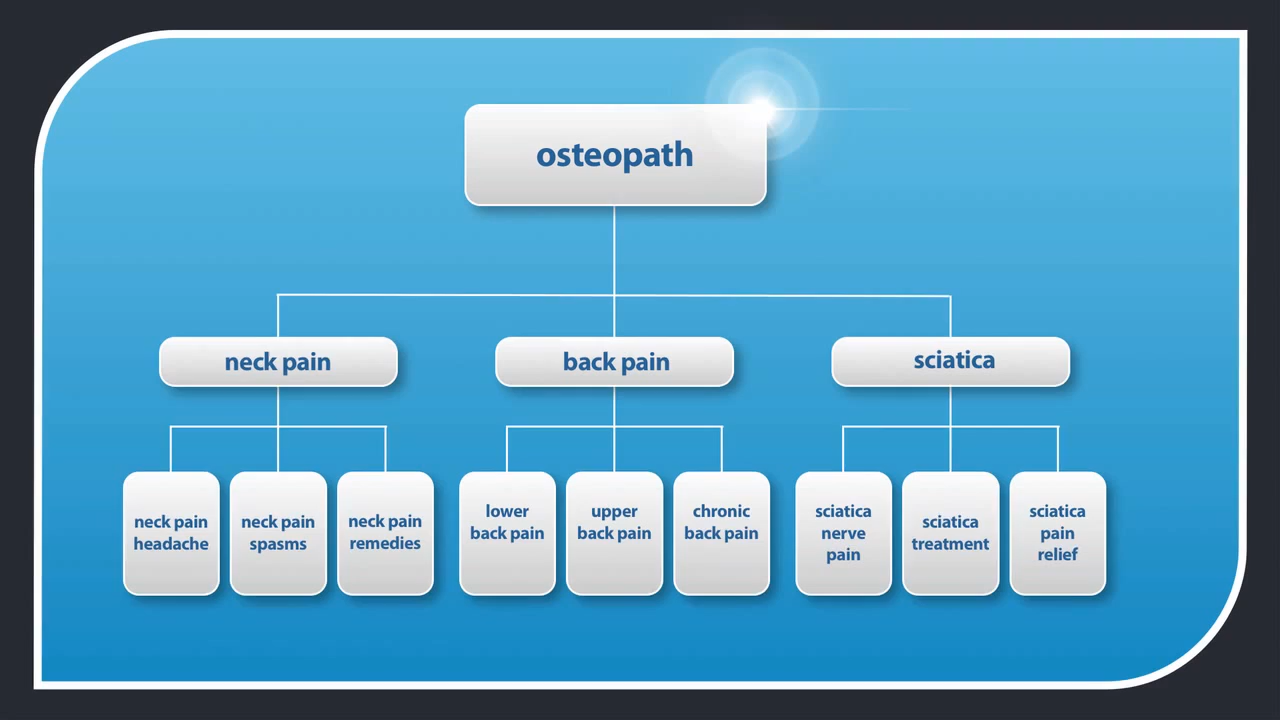 osteopath
neck pain
back pain
sciatica
neck pain
headache
neck pain
spasms
neck pain
remedies
lower
back pain
upper
back pain
chronic
back pain
sciatica
nerve
pain
sciatica
treatment
sciatica
pain
relief